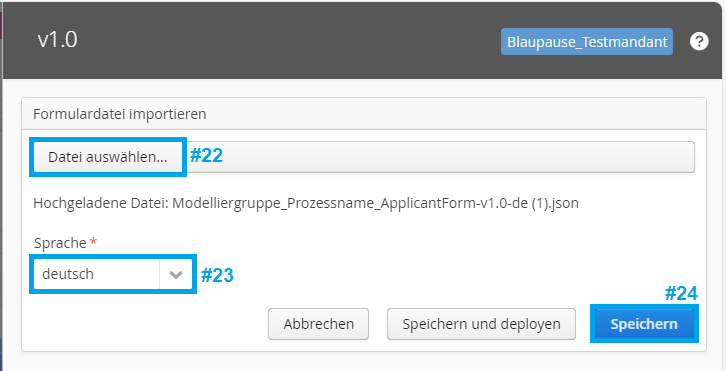 v1.0
Blaupause_Testmandant ?
Formulardatei importieren
Datei auswählen... #22
Hochgeladene Datei: Modelliergruppe_Prozessname_ApplicantForm-v1.0-de (1).json
Sprache *
deutsch #23
#24
Abbrechen Speichern und deployen Speichern